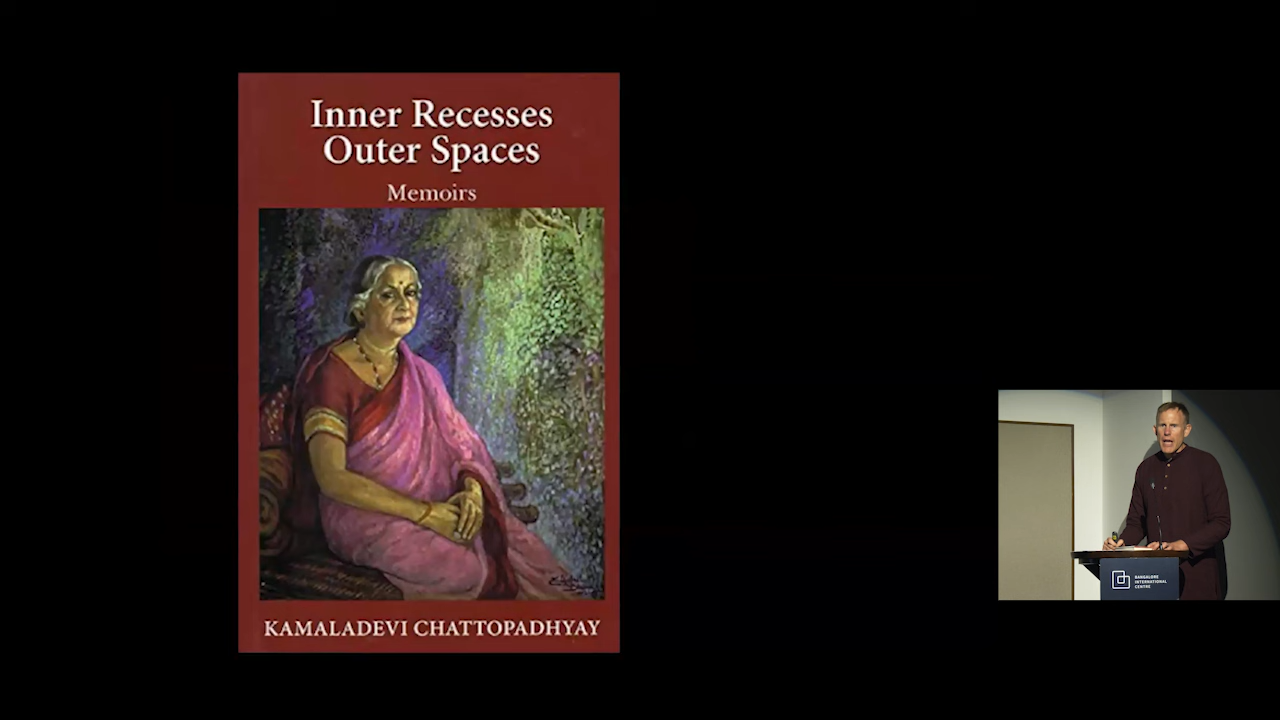 Inner Recesses
Outer Spaces
Memoirs
KAMALADEVI CHATTOPADHYAY
BANGALORE
INTERNATIONAL
CENTRE